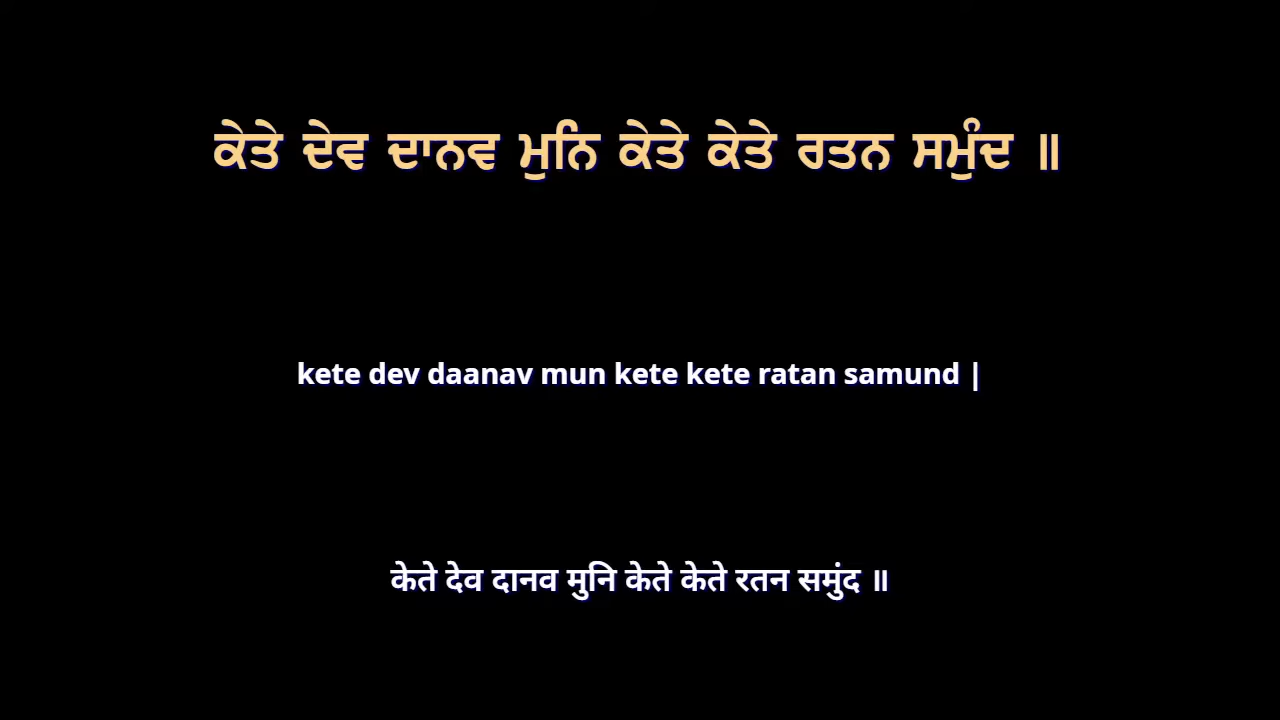 ਕੇਤੇ ਦੇਵ ਦਾਨਵ ਮੁਨਿ ਕੇਤੇ ਕੇਤੇ ਰਤਨ ਸਮੁੰਦ ॥
kete dev daanav mun kete kete ratan samund |
केते देव दानव मुनि केते केते रतन समुंद ॥